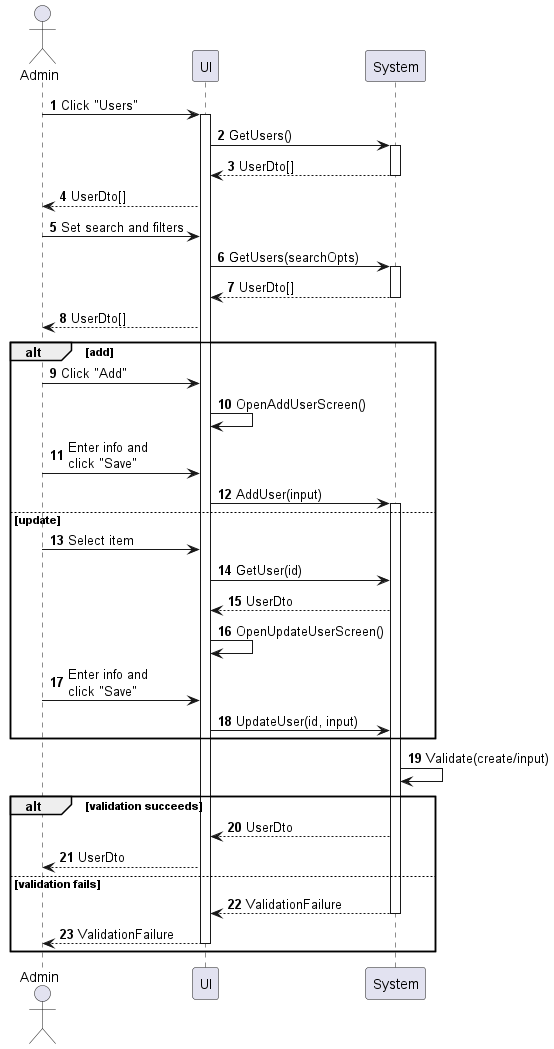 Admin
UI
System
1 Click "Users"
2 GetUsers()
3 UserDto[]
4 UserDto[]
5 Set search and filters
6 GetUsers(searchOpts)
7 UserDto[]
8 UserDto[]
alt [add]
9 Click "Add"
10 OpenAddUserScreen()
11 Enter info and
click "Save"
12 AddUser(input)
[update]
13 Select item
14 GetUser(id)
15 UserDto
16 OpenUpdateUserScreen()
17 Enter info and
click "Save"
18 UpdateUser(id, input)
19 Validate(create/input)
alt [validation succeeds]
20 UserDto
21 UserDto
[validation fails]
22 ValidationFailure
23 ValidationFailure
Admin
UI
System